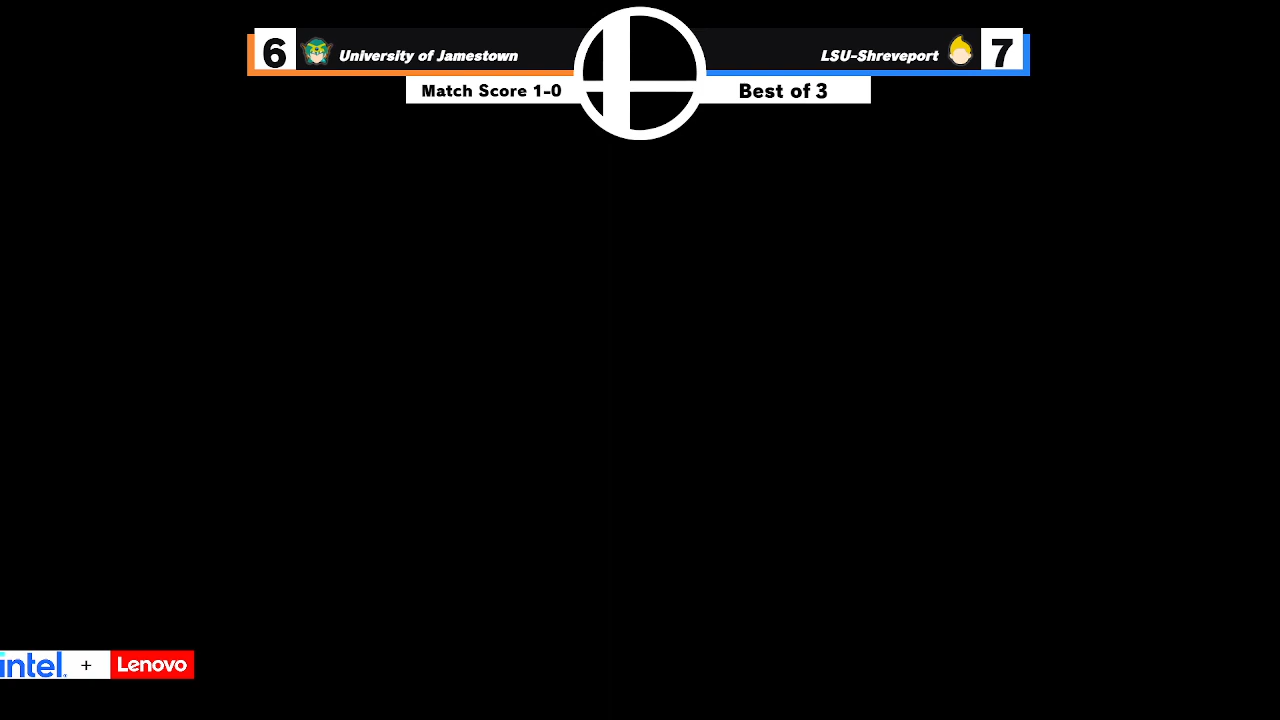 6 University of Jamestown LSU-Shreveport 7
Match Score 1-0 Best of 3
intel. + Lenovo